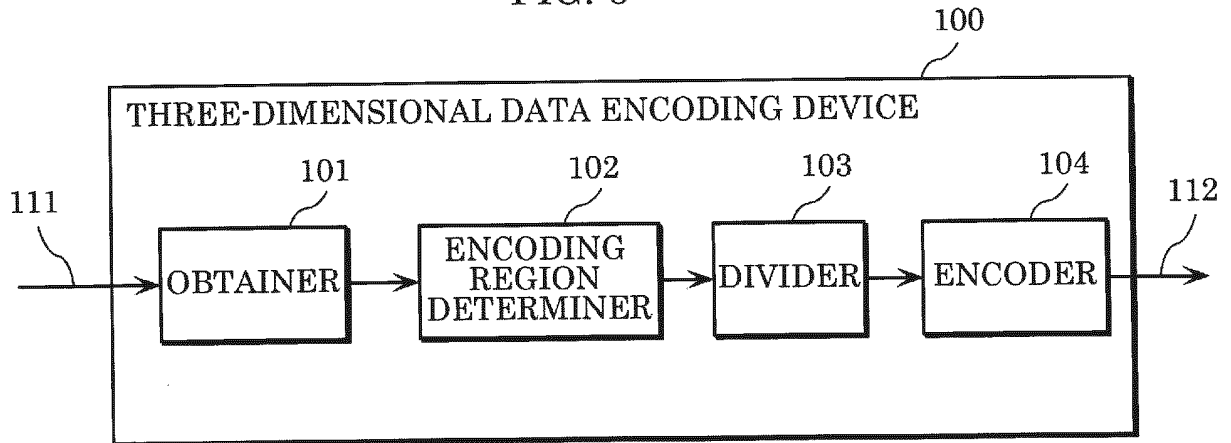 FIG.
100
THREE-DIMENSIONAL DATA ENCODING DEVICE
101
102
103
104
111
112
OBTAINER
ENCODING
REGION
DETERMINER
DIVIDER
ENCODER